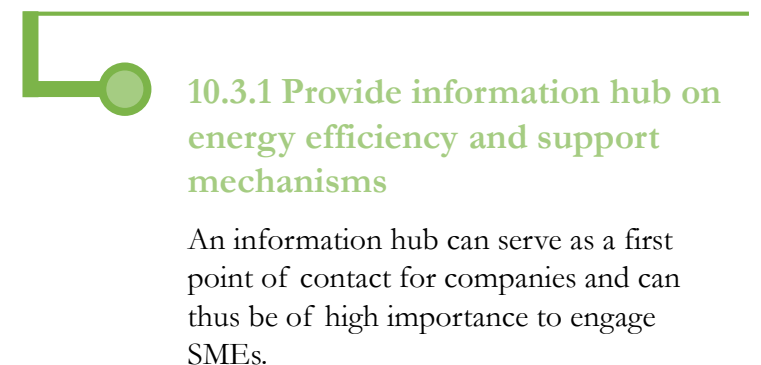 10.3.1 Provide information hub on
energy efficiency and support
mechanisms
An information hub can serve as a first
point of contact for companies and can
thus be of high importance to engage
SMEs.